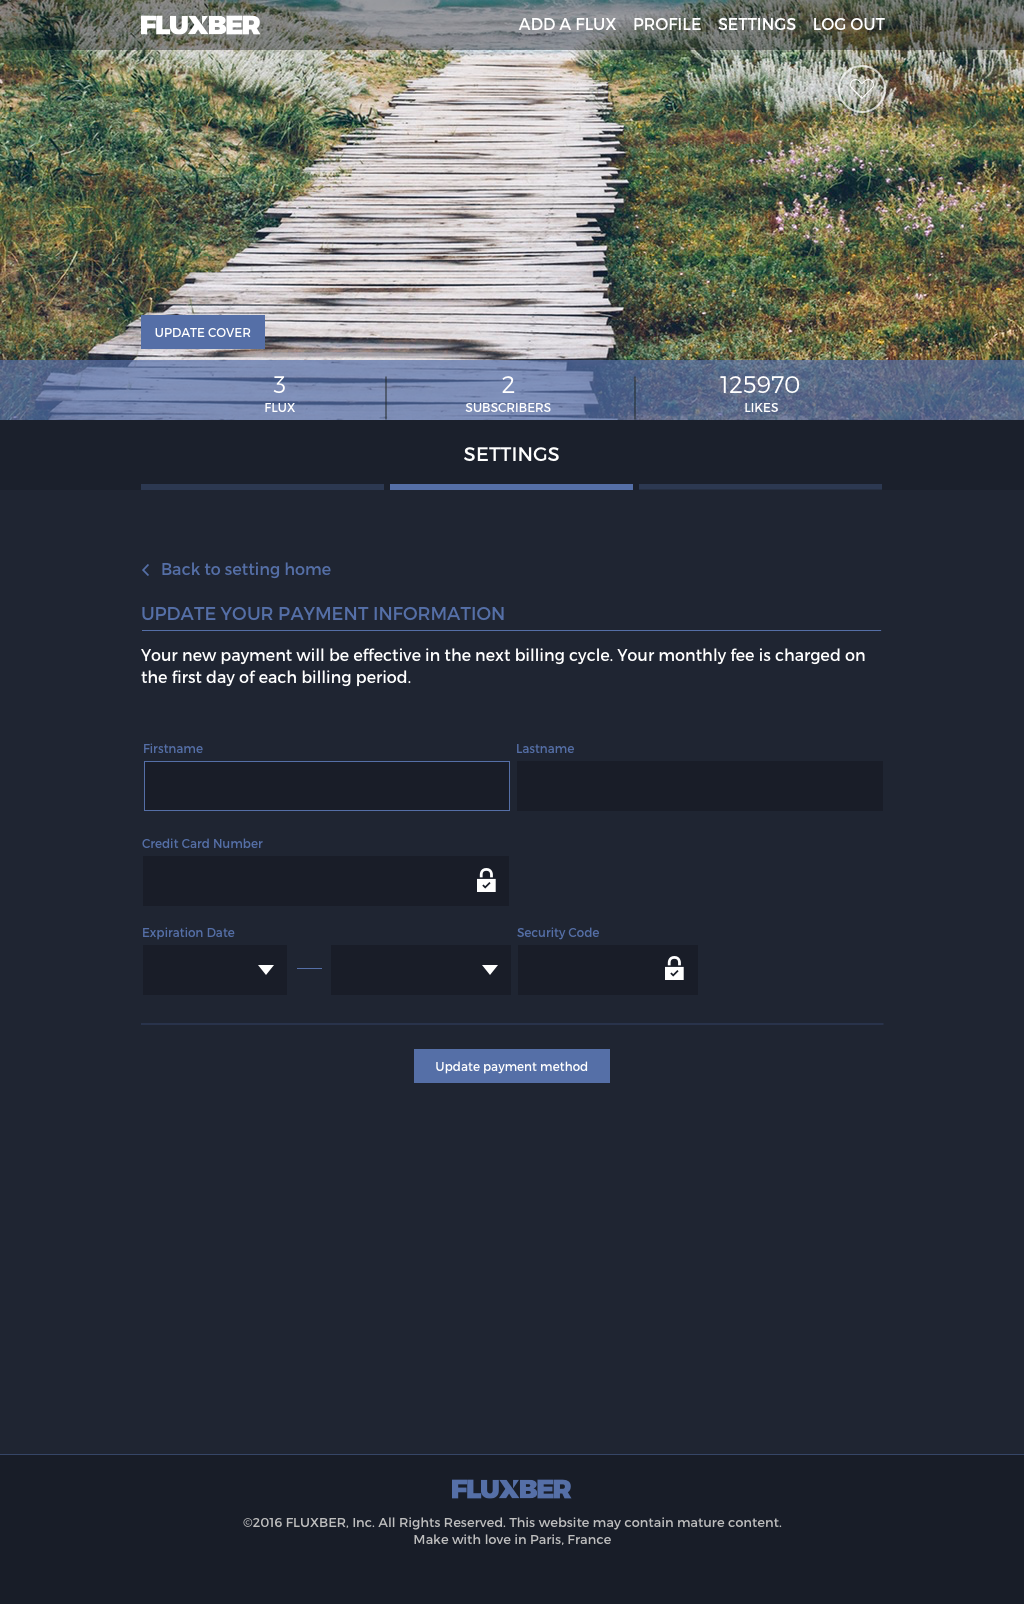 FLUXBER
ADD A FLUX PROFILE SETTINGS LOG OUT
UPDATE COVER
3 2 125970
FLUX SUBSCRIBERS LIKES
SETTINGS
Back to setting home
UPDATE YOUR PAYMENT INFORMATION
Your new payment will be effective in the next billing cycle. Your monthly fee is charged on
the first day of each billing period.
Firstname Lastname
Credit Card Number
Expiration Date Security Code
Update payment method
FLUXBER
©2016 FLUXBER, Inc. All Rights Reserved. This website may contain mature content.
Make with love in Paris, France